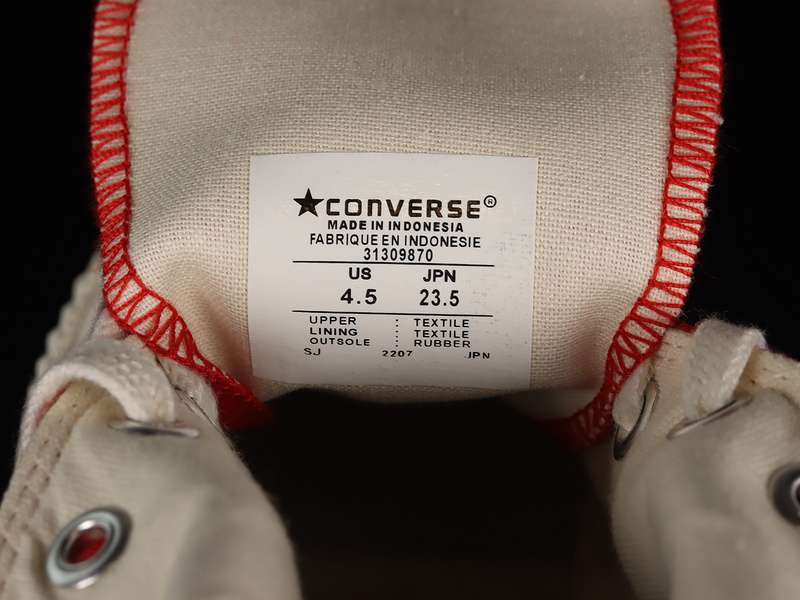 ★CONVERSE®
MADE IN INDONESIA
FABRIQUE EN INDONESIE
31309870
US JPN
4.5 23.5
UPPER : TEXTILE
LINING : TEXTILE
OUTSOLE : RUBBER
SJ 2207 JPN